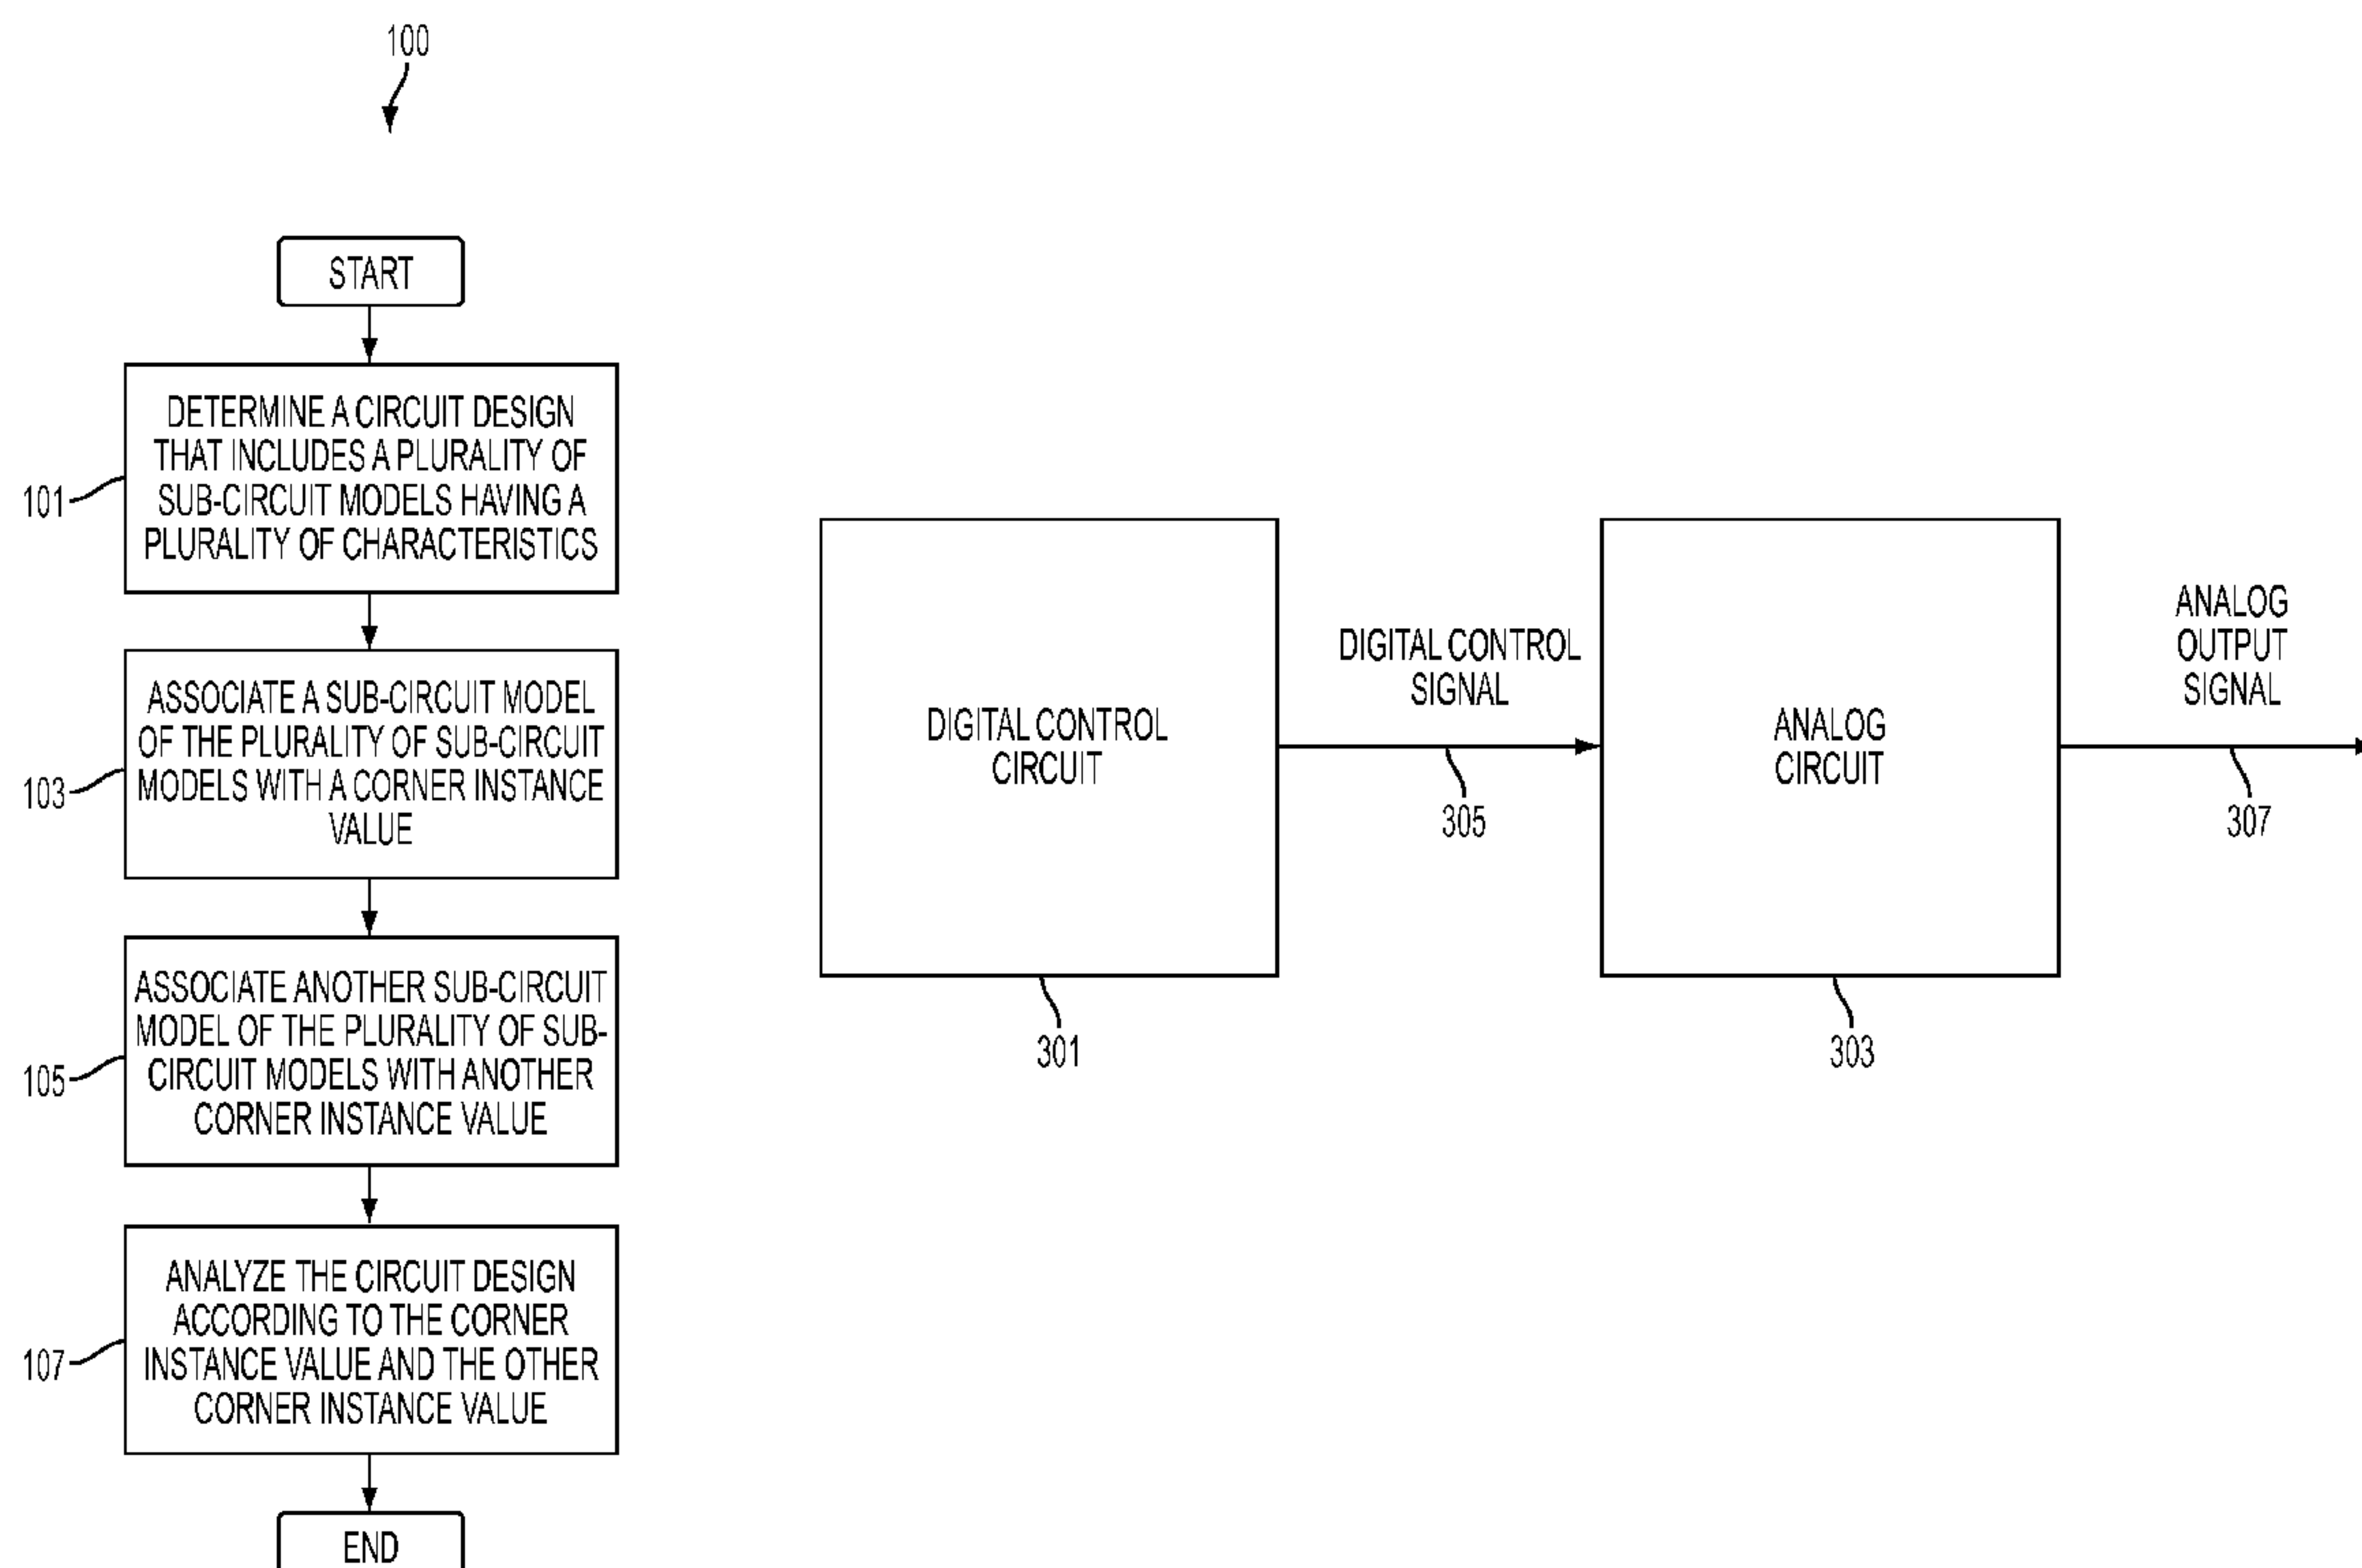 100
START
DETERMINE A CIRCUIT DESIGN
THAT INCLUDES A PLURALITY OF
SUB-CIRCUIT MODELS HAVING A
PLURALITY OF CHARACTERISTICS
101
ASSOCIATE A SUB-CIRCUIT MODEL
OF THE PLURALITY OF SUB-CIRCUIT
MODELS WITH A CORNER INSTANCE
VALUE
103
ASSOCIATE ANOTHER SUB-CIRCUIT
MODEL OF THE PLURALITY OF SUB-
CIRCUIT MODELS WITH ANOTHER
CORNER INSTANCE VALUE
105
ANALYZE THE CIRCUIT DESIGN
ACCORDING TO THE CORNER
INSTANCE VALUE AND THE OTHER
CORNER INSTANCE VALUE
107
END
DIGITAL CONTROL
CIRCUIT
301
DIGITAL CONTROL
SIGNAL
305
ANALOG
CIRCUIT
303
ANALOG
OUTPUT
SIGNAL
307